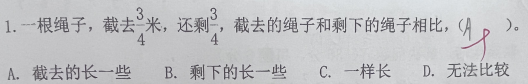 1.一根绳子，截去3/4米，还剩3/4，截去的绳子和剩下的绳子相比，(A )。
A. 截去的长一些 B. 剩下的长一些 C. 一样长 D. 无法比较